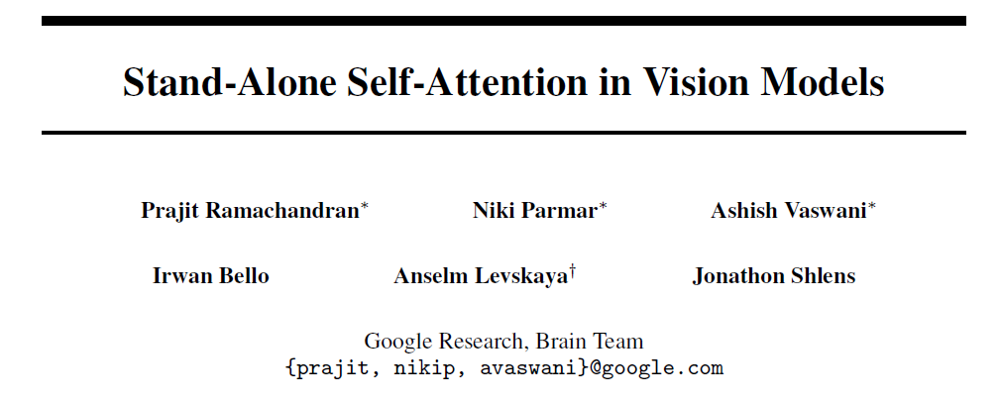 Stand-Alone Self-Attention in Vision Models
Prajit Ramachandran* Niki Parmar* Ashish Vaswani*
Irwan Bello Anselm Levskaya† Jonathon Shlens
Google Research, Brain Team
{prajit, nikip, avaswani}@google.com